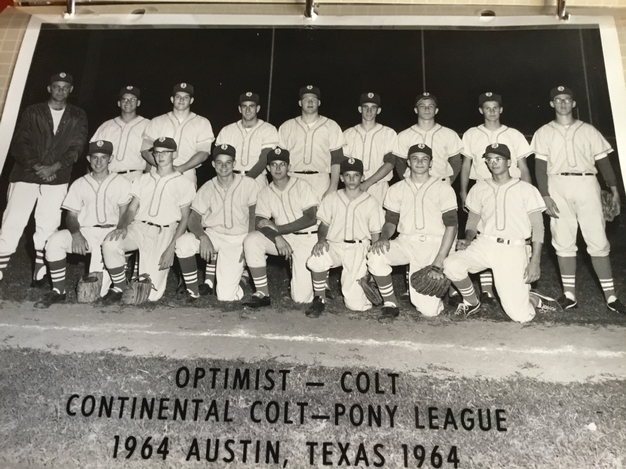 OPTIMIST — COLT
CONTINENTAL COLT—PONY LEAGUE
1964 AUSTIN, TEXAS 1964